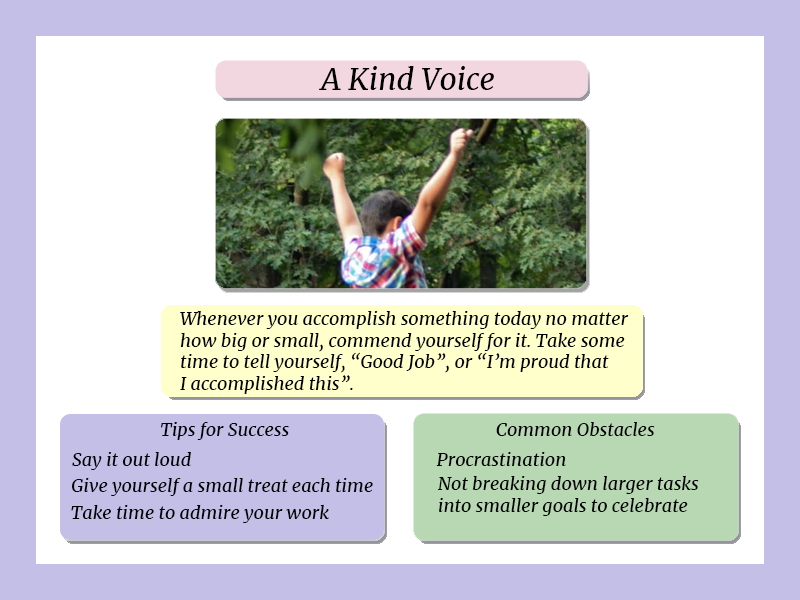 A Kind Voice
Whenever you accomplish something today no matter
how big or small, commend yourself for it. Take some
time to tell yourself, “Good Job”, or “I’m proud that
I accomplished this”.
Tips for Success
Say it out loud
Give yourself a small treat each time
Take time to admire your work
Common Obstacles
Procrastination
Not breaking down larger tasks
into smaller goals to celebrate